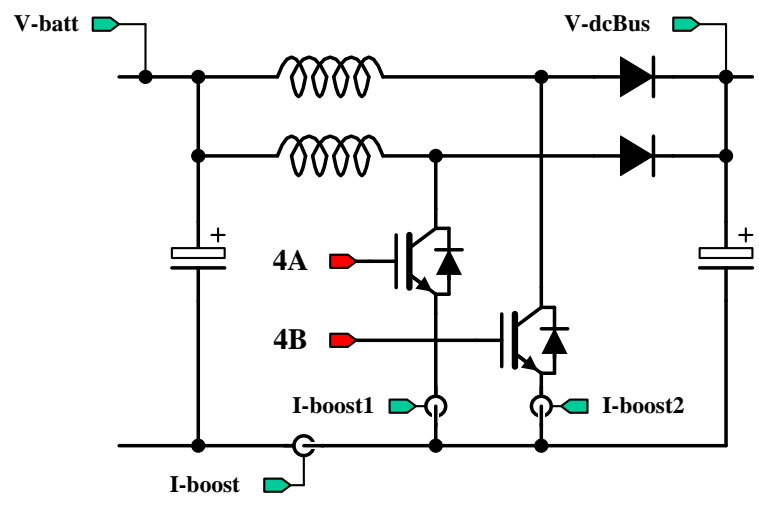 V-batt
V-dcBus
+
+
4A
4B
I-boost1
I-boost2
I-boost